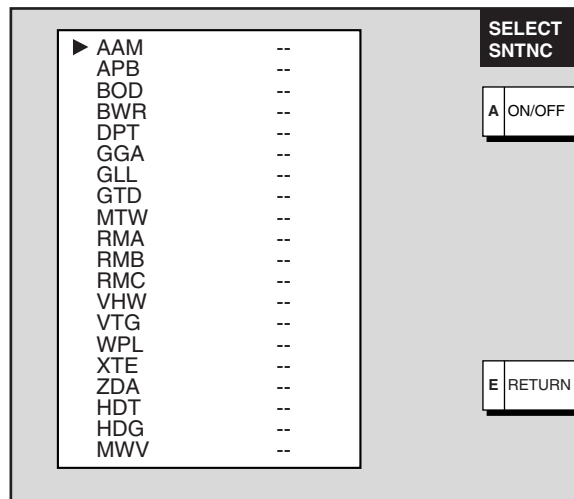 SELECT
SNTNC
▶ AAM --
APB --
BOD --
BWR --
DPT --
GGA --
GLL --
GTD --
MTW --
RMA --
RMB --
RMC --
VHW --
VTG --
WPL --
XTE --
ZDA --
HDT --
HDG --
MWV --
A ON/OFF
E RETURN